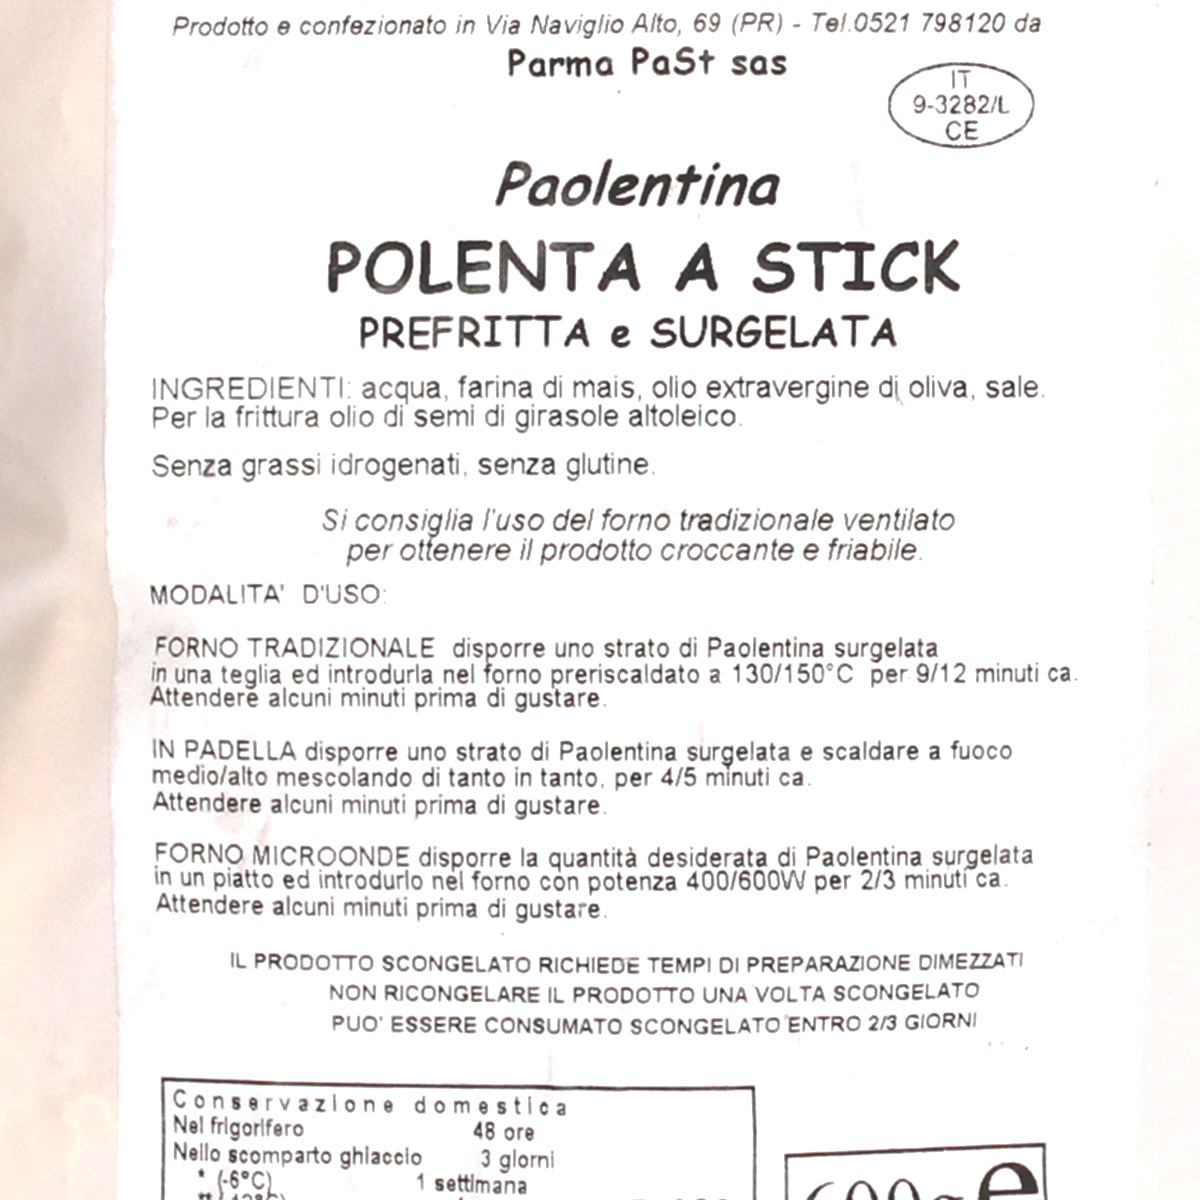 Prodotto e confezionato in Via Naviglio Alto, 69 (PR) - Tel.0521 798120 da
Parma PaSt sas
IT
9-3282/L
CE
Paolentina
POLENTA A STICK
PREFRITTA e SURGELATA
INGREDIENTI: acqua, farina di mais, olio extravergine di oliva, sale.
Per la frittura olio di semi di girasole altoleico.
Senza grassi idrogenati, senza glutine.
Si consiglia l'uso del forno tradizionale ventilato
per ottenere il prodotto croccante e friabile.
MODALITA' D'USO:
FORNO TRADIZIONALE disporre uno strato di Paolentina surgelata
in una teglia ed introdurla nel forno preriscaldato a 130/150°C per 9/12 minuti ca.
Attendere alcuni minuti prima di gustare.
IN PADELLA disporre uno strato di Paolentina surgelata e scaldare a fuoco
medio/alto mescolando di tanto in tanto, per 4/5 minuti ca.
Attendere alcuni minuti prima di gustare.
FORNO MICROONDE disporre la quantità desiderata di Paolentina surgelata
in un piatto ed introdurlo nel forno con potenza 400/600W per 2/3 minuti ca.
Attendere alcuni minuti prima di gustare.
IL PRODOTTO SCONGELATO RICHIEDE TEMPI DI PREPARAZIONE DIMEZZATI
NON RICONGELARE IL PRODOTTO UNA VOLTA SCONGELATO
PUO' ESSERE CONSUMATO SCONGELATO ENTRO 2/3 GIORNI
Conservazione domestica
Nel frigorifero 48 ore
Nello scomparto ghiaccio 3 giorni
* (-6°C) 1 settimana
e